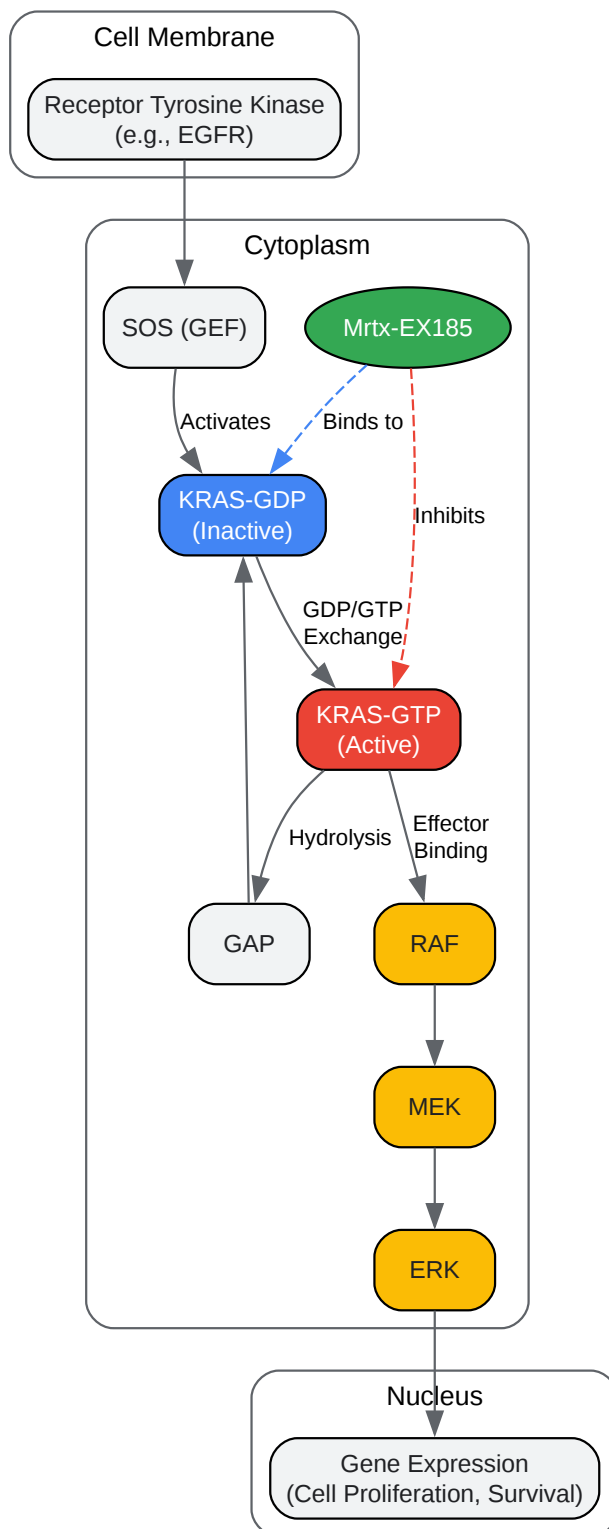 Cell Membrane
Receptor Tyrosine Kinase
(e.g., EGFR)
Cytoplasm
SOS (GEF)
Mrtx-EX185
Activates
Binds to
KRAS-GDP
(Inactive)
Inhibits
GDP/GTP
Exchange
KRAS-GTP
(Active)
Hydrolysis
Effector
Binding
GAP
RAF
MEK
ERK
Nucleus
Gene Expression
(Cell Proliferation, Survival)